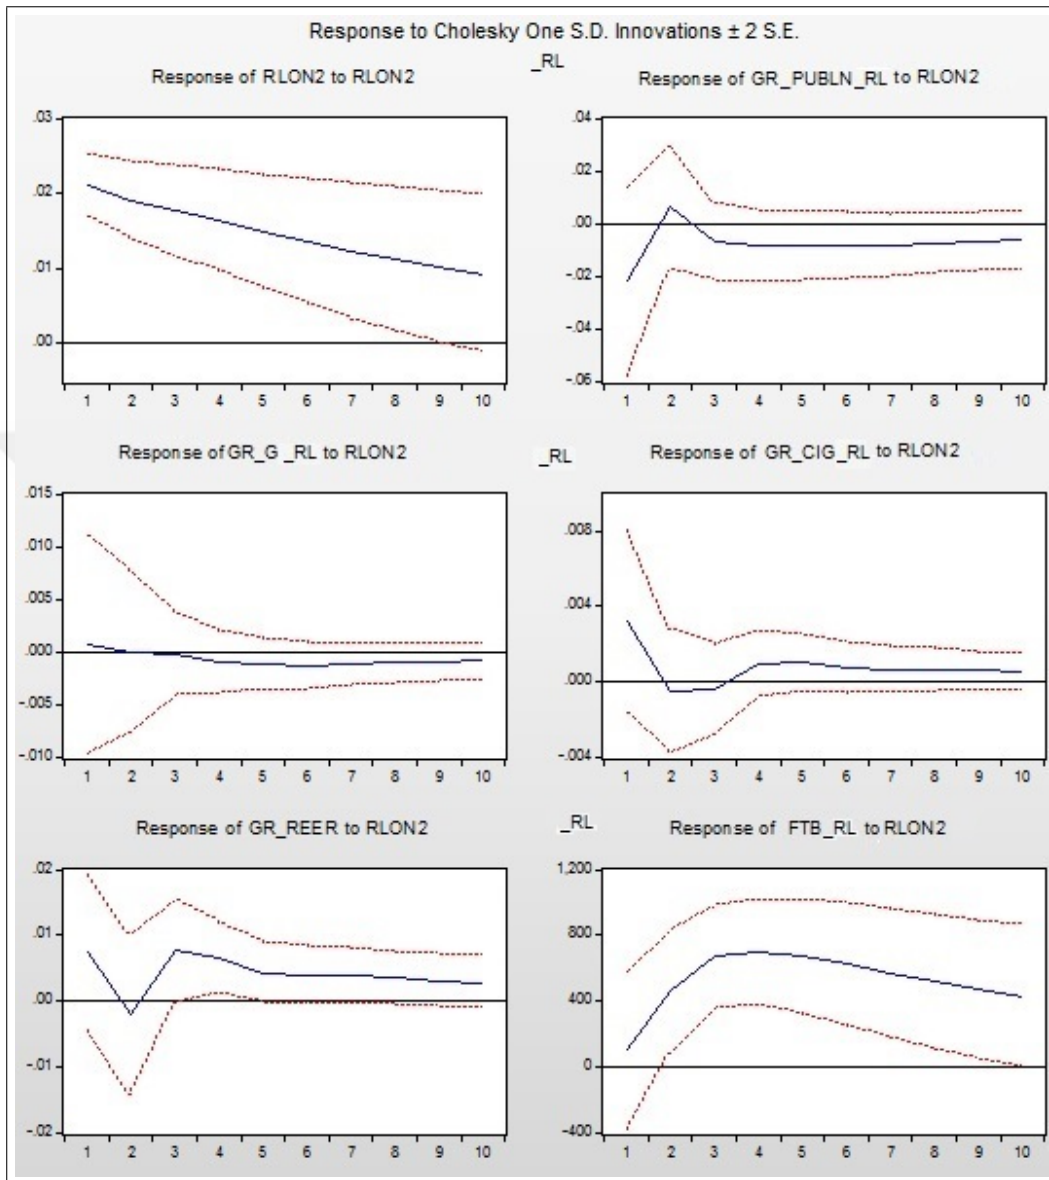 Response to Cholesky One S.D. Innovations ± 2 S.E.
_RL
Response of RLON2 to RLON2
Response of GR_PUBLN_RL to RLON2
.03
.02
.01
.00
1 2 3 4 5 6 7 8 9 10
.04
.02
.00
-.02
-.04
-.06
1 2 3 4 5 6 7 8 9 10
Response of GR_G _RL to RLON2
_RL
Response of GR_CIG_RL to RLON2
.015
.010
.005
.000
-.005
-.010
1 2 3 4 5 6 7 8 9 10
.008
.004
.000
-.004
1 2 3 4 5 6 7 8 9 10
Response of GR_REER to RLON2
_RL
Response of FTB_RL to RLON2
.02
.01
.00
-.01
-.02
1 2 3 4 5 6 7 8 9 10
1,200
800
400
0
-400
1 2 3 4 5 6 7 8 9 10